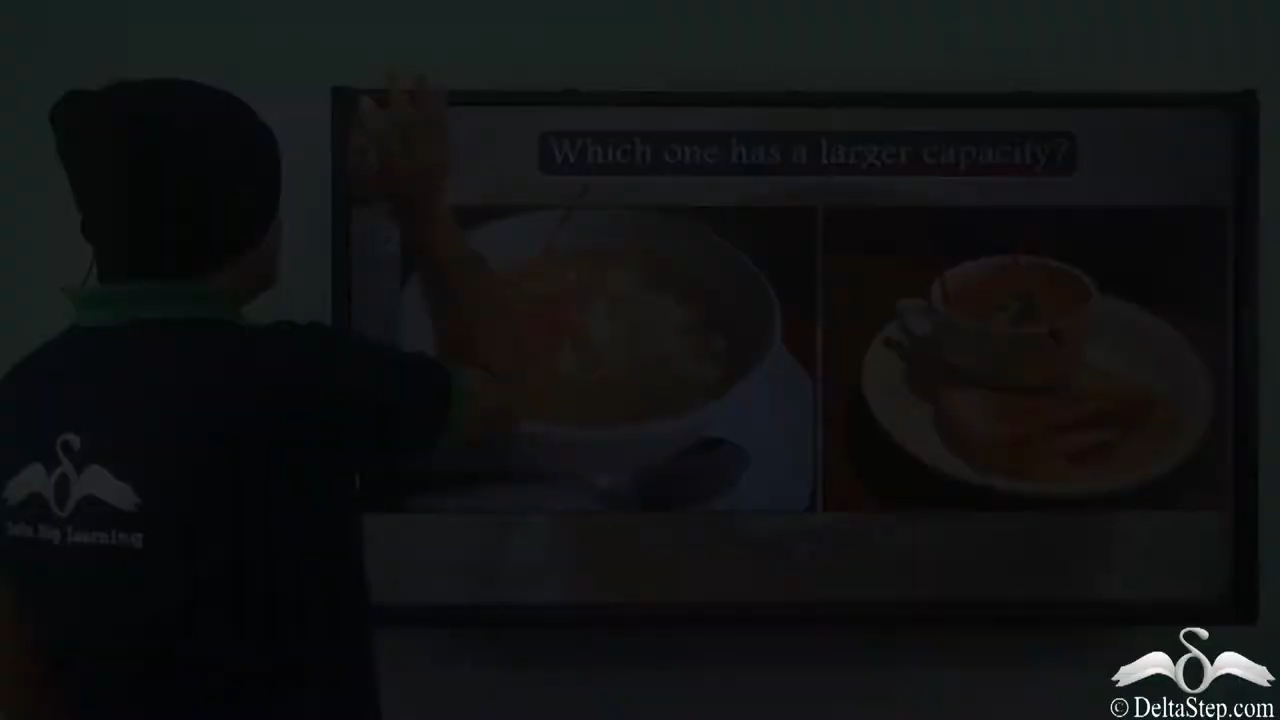 Which one has a larger capacity?
Delta Step Learning
© DeltaStep.com